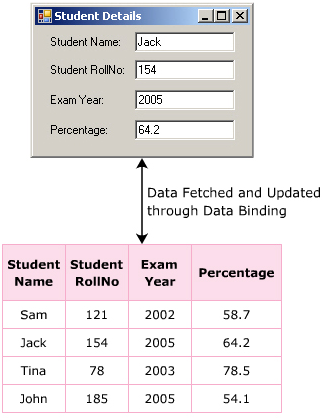 Student Details
Student Name: Jack
Student RollNo: 154
Exam Year: 2005
Percentage: 64.2
Data Fetched and Updated
through Data Binding
Student Name Student RollNo Exam Year Percentage
Sam 121 2002 58.7
Jack 154 2005 64.2
Tina 78 2003 78.5
John 185 2005 54.1